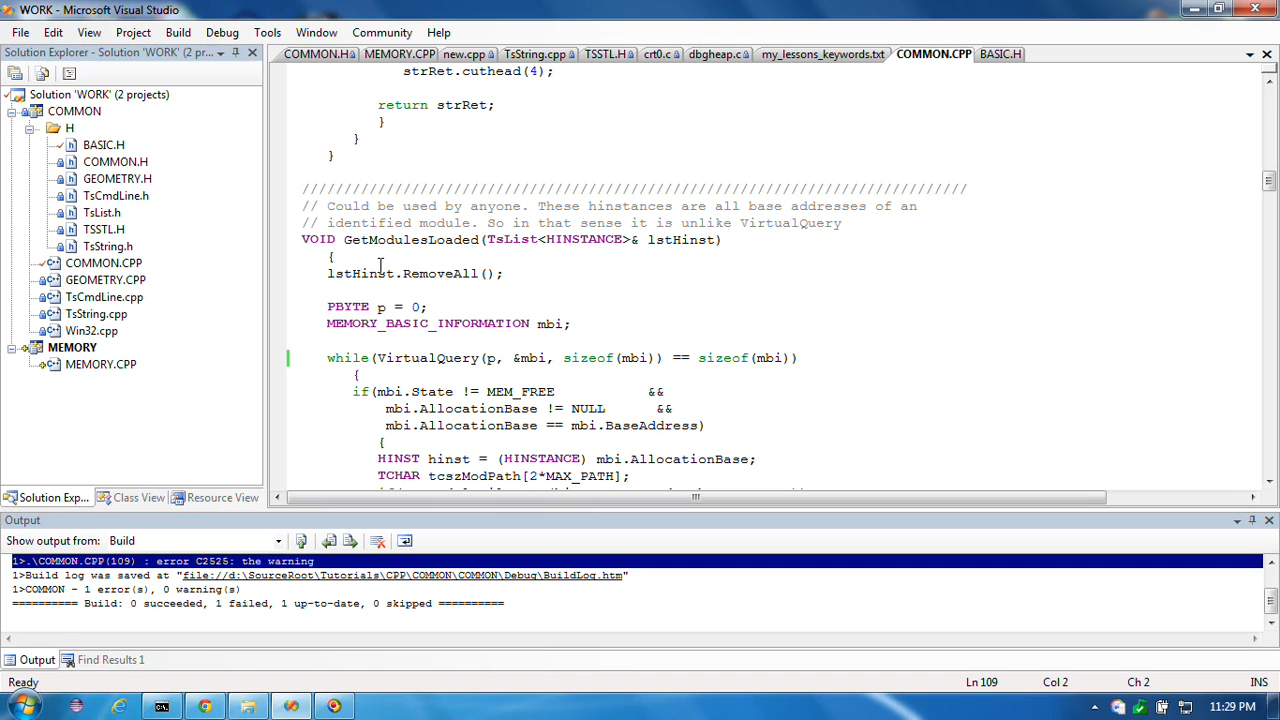 WORK - Microsoft Visual Studio
File Edit View Project Build Debug Tools Window Community Help
Solution Explorer - Solution 'WORK' (2 pr...
COMMON.H MEMORY.CPP new.cpp TsString.cpp TSSTL.H crt0.c dbgheap.c my_lessons_keywords.txt COMMON.CPP BASIC.H
Solution 'WORK' (2 projects)
COMMON
H
BASIC.H
COMMON.H
GEOMETRY.H
TsCmdLine.h
TsList.h
TSSTL.H
TsString.h
COMMON.CPP
GEOMETRY.CPP
TsCmdLine.cpp
TsString.cpp
Win32.cpp
MEMORY
MEMORY.CPP
Solution Exp... Class View Resource View
strRet.cuthead(4);
return strRet;
}
}
}
///////////////////////////////////////////////////////////////////////////////
// Could be used by anyone. These hinstances are all base addresses of an
// identified module. So in that sense it is unlike VirtualQuery
VOID GetModulesLoaded(TsList<HINSTANCE>& lstHinst)
{
lstHinst.RemoveAll();
PBYTE p = 0;
MEMORY_BASIC_INFORMATION mbi;
while(VirtualQuery(p, &mbi, sizeof(mbi)) == sizeof(mbi))
{
if(mbi.State != MEM_FREE &&
mbi.AllocationBase != NULL &&
mbi.AllocationBase == mbi.BaseAddress)
{
HINST hinst = (HINSTANCE) mbi.AllocationBase;
TCHAR tcszModPath[2*MAX_PATH];
Output
Show output from: Build
1>.\COMMON.CPP(109) : error C2525: the warning
1>Build log was saved at "file://d:\SourceRoot\Tutorials\CPP\COMMON\COMMON\Debug\BuildLog.htm"
1>COMMON - 1 error(s), 0 warning(s)
========== Build: 0 succeeded, 1 failed, 1 up-to-date, 0 skipped ==========
Output Find Results 1
Ready Ln 109 Col 2 Ch 2 INS
11:29 PM